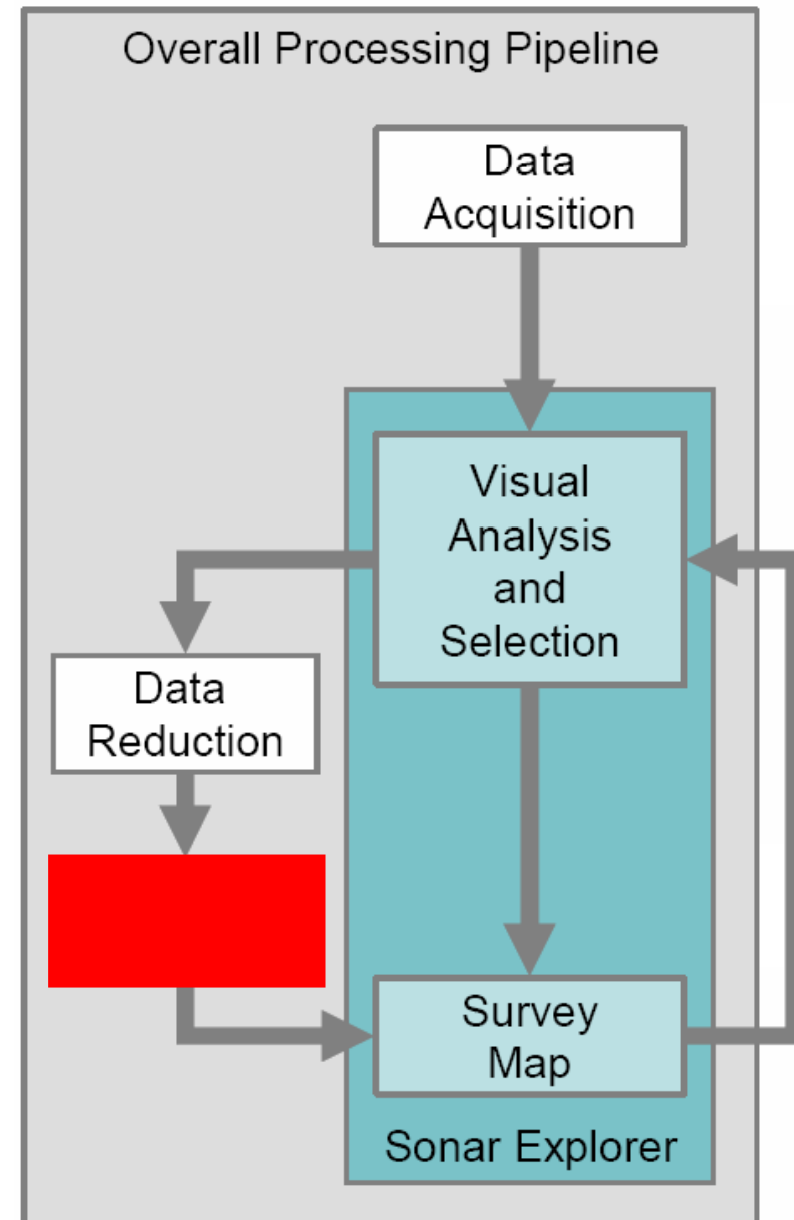 Overall Processing Pipeline
Data
Acquisition
Visual
Analysis
and
Selection
Data
Reduction
Survey
Map
Sonar Explorer